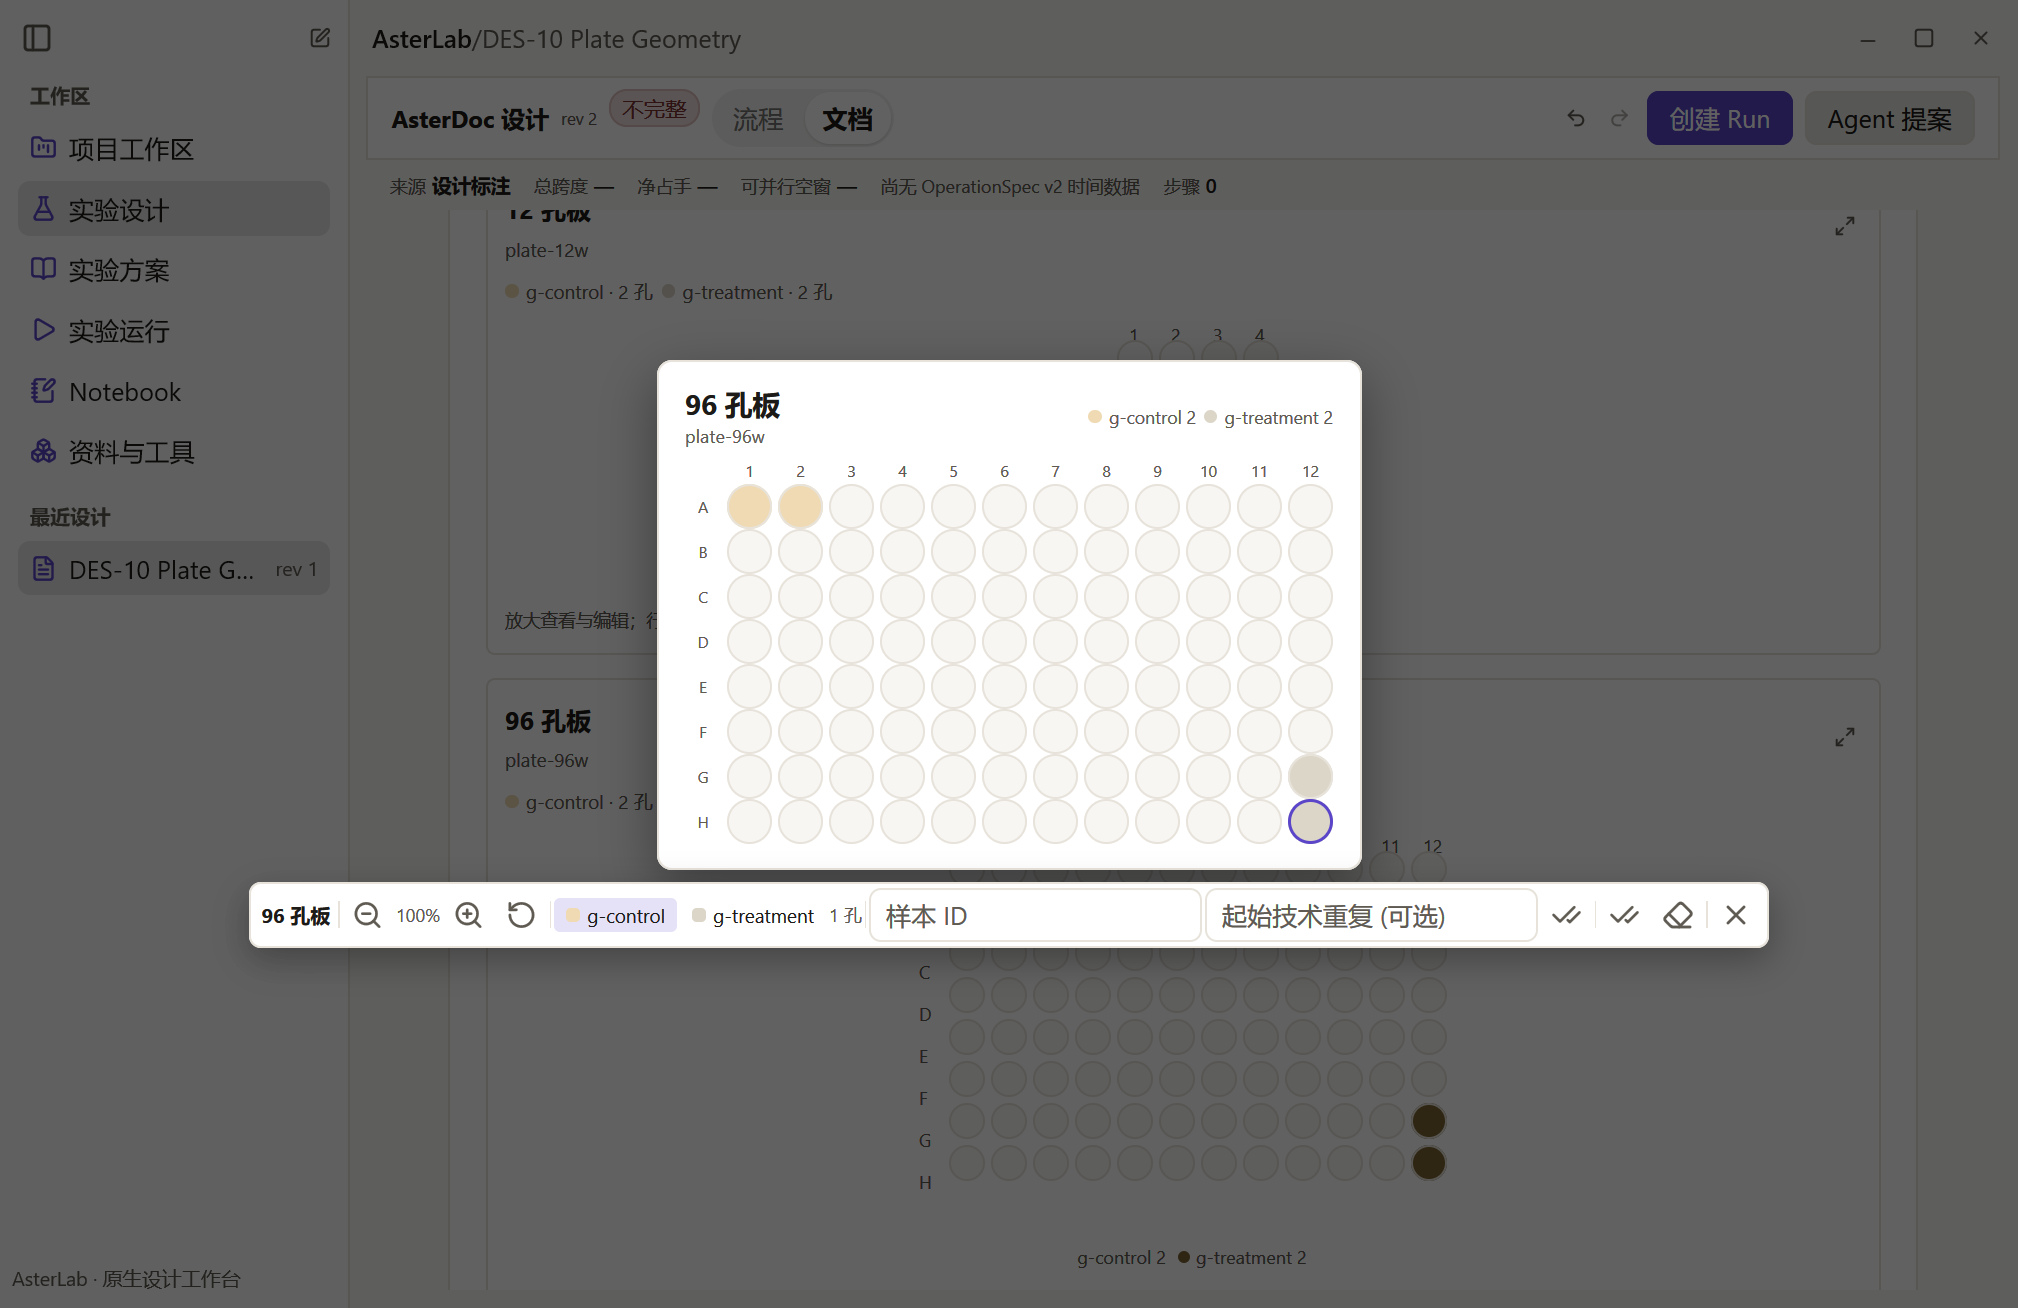 AsterLab/DES-10 Plate Geometry
工作区
项目工作区
实验设计
实验方案
实验运行
Notebook
资料与工具
最近设计
DES-10 Plate G... rev 1
AsterLab · 原生设计工作台
AsterDoc 设计 rev 2 不完整 流程 文档 创建 Run Agent 提案
来源 设计标注 总跨度 — 净占手 — 可并行空窗 — 尚无 OperationSpec v2 时间数据 步骤 0
12 孔板
plate-12w
g-control · 2 孔 g-treatment · 2 孔
1 2 3 4
放大查看与编辑；
96 孔板
plate-96w
g-control · 2 孔
96 孔板
plate-96w
g-control 2 g-treatment 2
1 2 3 4 5 6 7 8 9 10 11 12
A
B
C
D
E
F
G
H
11 12
96 孔板 100% g-control g-treatment 1 孔 样本 ID 起始技术重复 (可选)
C
D
E
F
G
H
g-control 2 g-treatment 2